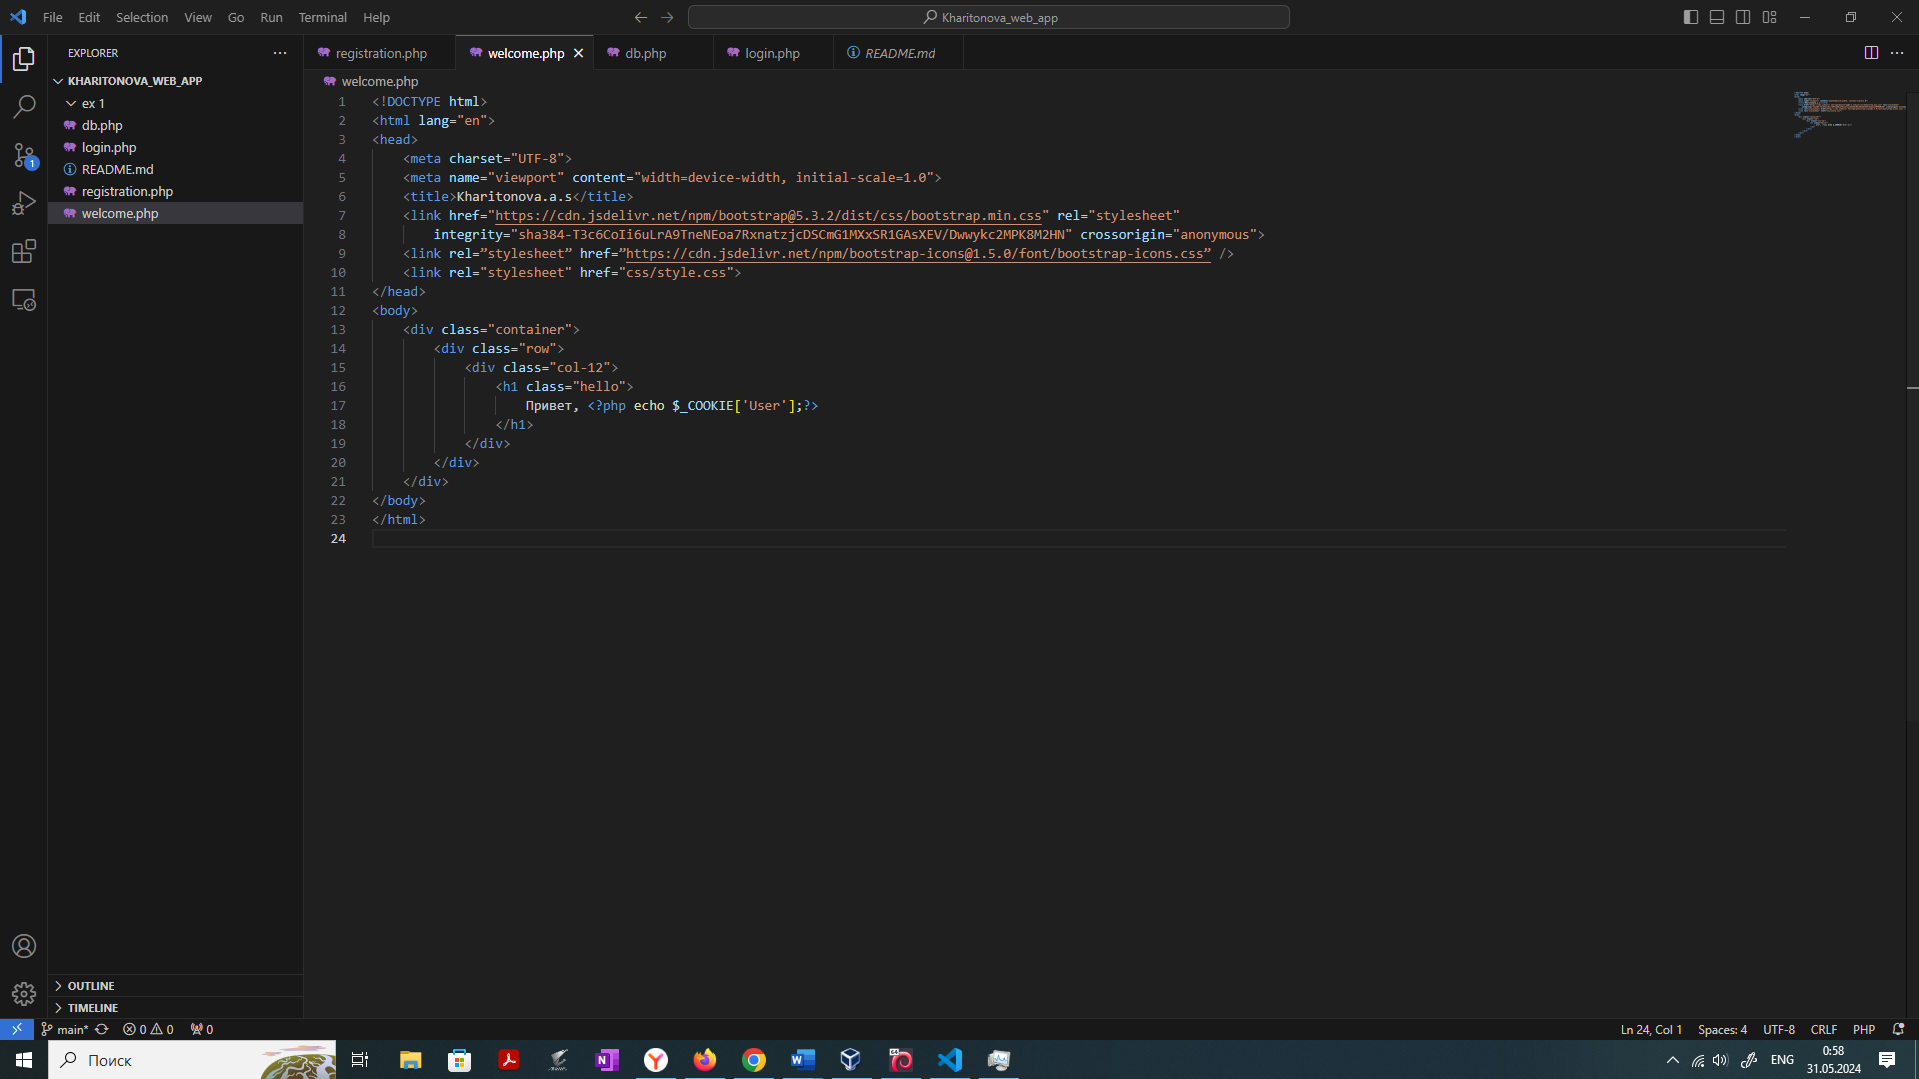 File Edit Selection View Go Run Terminal Help
Kharitonova_web_app
EXPLORER
registration.php
welcome.php
db.php
login.php
README.md
KHARITONOVA_WEB_APP
ex 1
db.php
login.php
README.md
registration.php
welcome.php
1
welcome.php
1 <!DOCTYPE html>
2 <html lang="en">
3 <head>
4 <meta charset="UTF-8">
5 <meta name="viewport" content="width=device-width, initial-scale=1.0">
6 <title>Kharitonova.a.s</title>
7 <link href="https://cdn.jsdelivr.net/npm/bootstrap@5.3.2/dist/css/bootstrap.min.css" rel="stylesheet"
8 integrity="sha384-T3c6CoIi6uLrA9TneNEoa7RxnatzjcDSCmG1MXxSR1GAsXEV/Dwwykc2MPK8M2HN" crossorigin="anonymous">
9 <link rel=”stylesheet” href=”https://cdn.jsdelivr.net/npm/bootstrap-icons@1.5.0/font/bootstrap-icons.css” />
10 <link rel="stylesheet" href="css/style.css">
11 </head>
12 <body>
13 <div class="container">
14 <div class="row">
15 <div class="col-12">
16 <h1 class="hello">
17 Привет, <?php echo $_COOKIE['User'];?>
18 </h1>
19 </div>
20 </div>
21 </div>
22 </body>
23 </html>
24
OUTLINE
TIMELINE
main* 0 0 0
Ln 24, Col 1 Spaces: 4 UTF-8 CRLF PHP
Поиск
ENG
0:58
31.05.2024